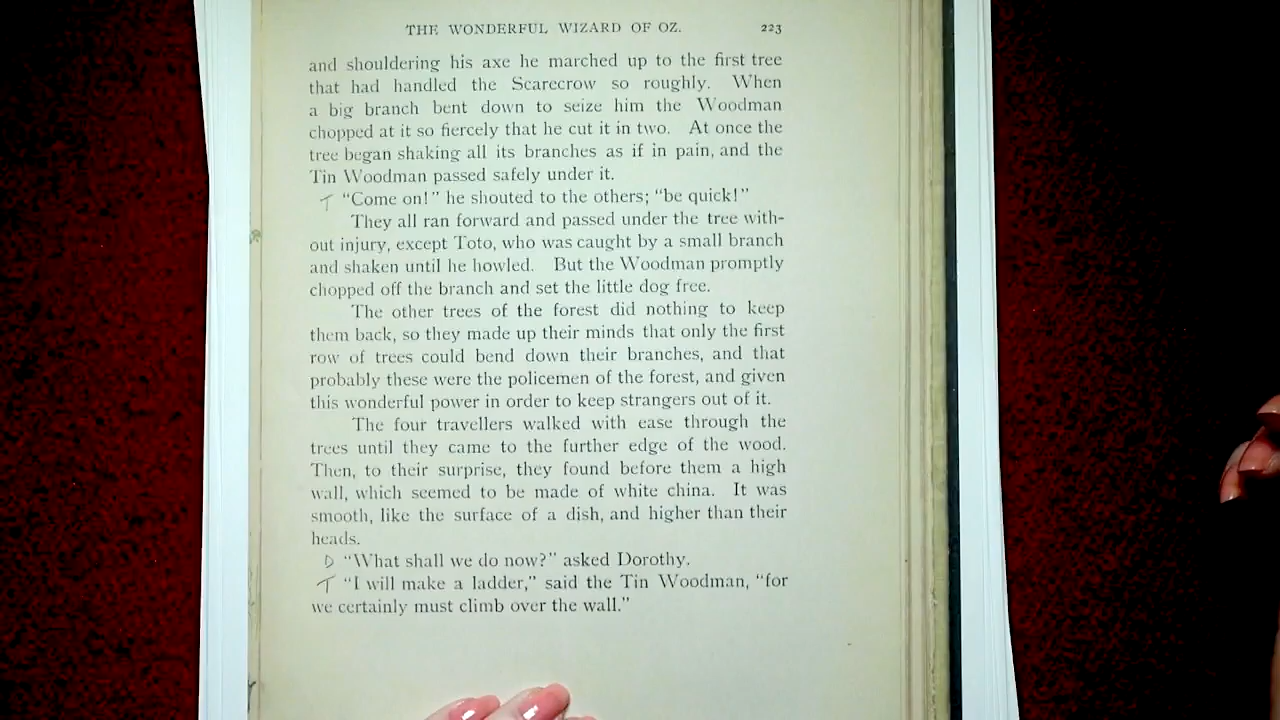 THE WONDERFUL WIZARD OF OZ. 223
and shouldering his axe he marched up to the first tree
that had handled the Scarecrow so roughly. When
a big branch bent down to seize him the Woodman
chopped at it so fiercely that he cut it in two. At once the
tree began shaking all its branches as if in pain, and the
Tin Woodman passed safely under it.
T "Come on!" he shouted to the others; "be quick!"
They all ran forward and passed under the tree with-
out injury, except Toto, who was caught by a small branch
and shaken until he howled. But the Woodman promptly
chopped off the branch and set the little dog free.
The other trees of the forest did nothing to keep
them back, so they made up their minds that only the first
row of trees could bend down their branches, and that
probably these were the policemen of the forest, and given
this wonderful power in order to keep strangers out of it.
The four travellers walked with ease through the
trees until they came to the further edge of the wood.
Then, to their surprise, they found before them a high
wall, which seemed to be made of white china. It was
smooth, like the surface of a dish, and higher than their
heads.
D "What shall we do now?" asked Dorothy.
T "I will make a ladder," said the Tin Woodman, "for
we certainly must climb over the wall."